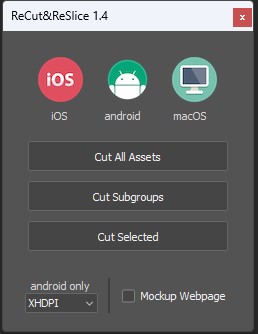 ReCut&ReSlice 1.4
x
iOS
iOS
android
macOS
Cut All Assets
Cut Subgroups
Cut Selected
android only
XHDPI
Mockup Webpage